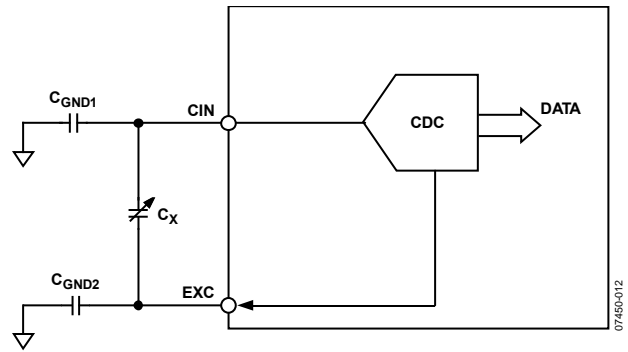 CGND1
CIN
CDC
DATA
CX
CGND2
EXC
07450-012